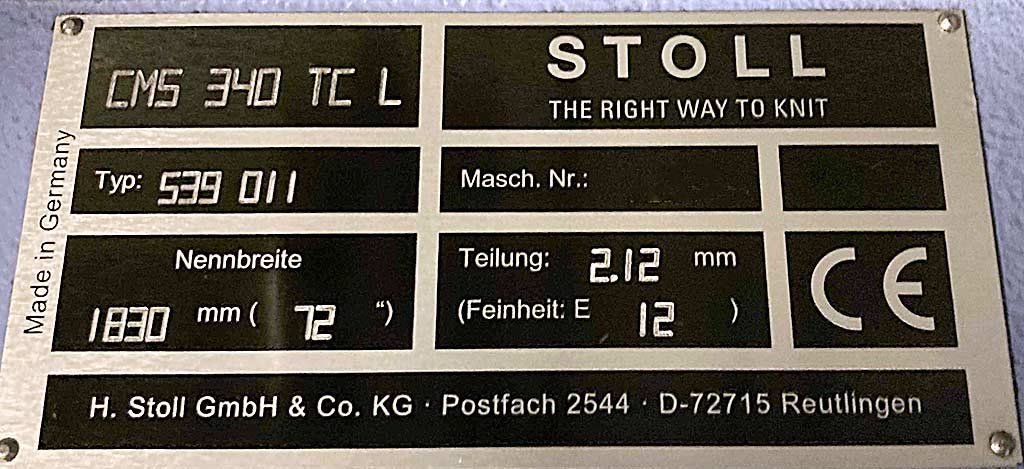 CMS 340 TC L
STOLL
THE RIGHT WAY TO KNIT
Made in Germany
Typ: 539 011
Masch. Nr.:
Nennbreite
1830 mm ( 72 “)
Teilung: 2.12 mm
(Feinheit: E 12 )
CE
H. Stoll GmbH & Co. KG · Postfach 2544 · D-72715 Reutlingen